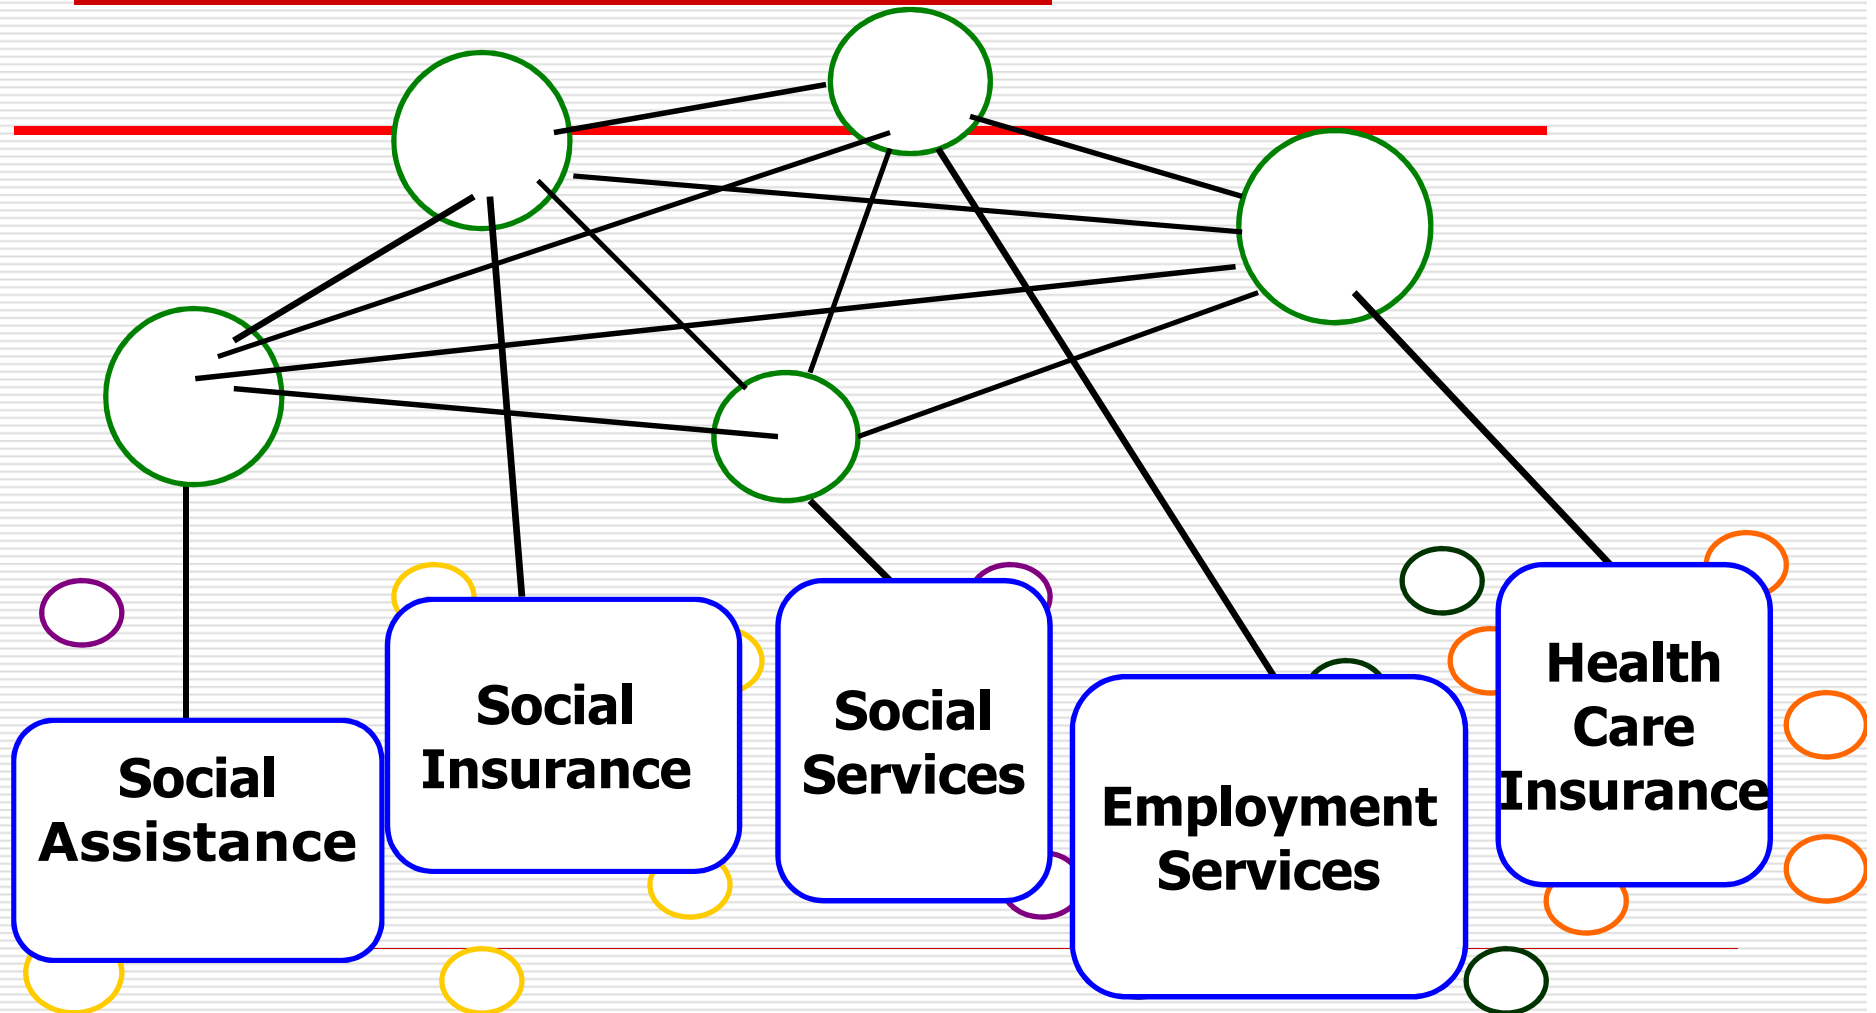 Social
Assistance
Social
Insurance
Social
Services
Employment
Services
Health
Care
Insurance